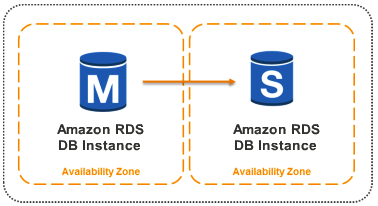 M
S
Amazon RDS
DB Instance
Amazon RDS
DB Instance
Availability Zone
Availability Zone